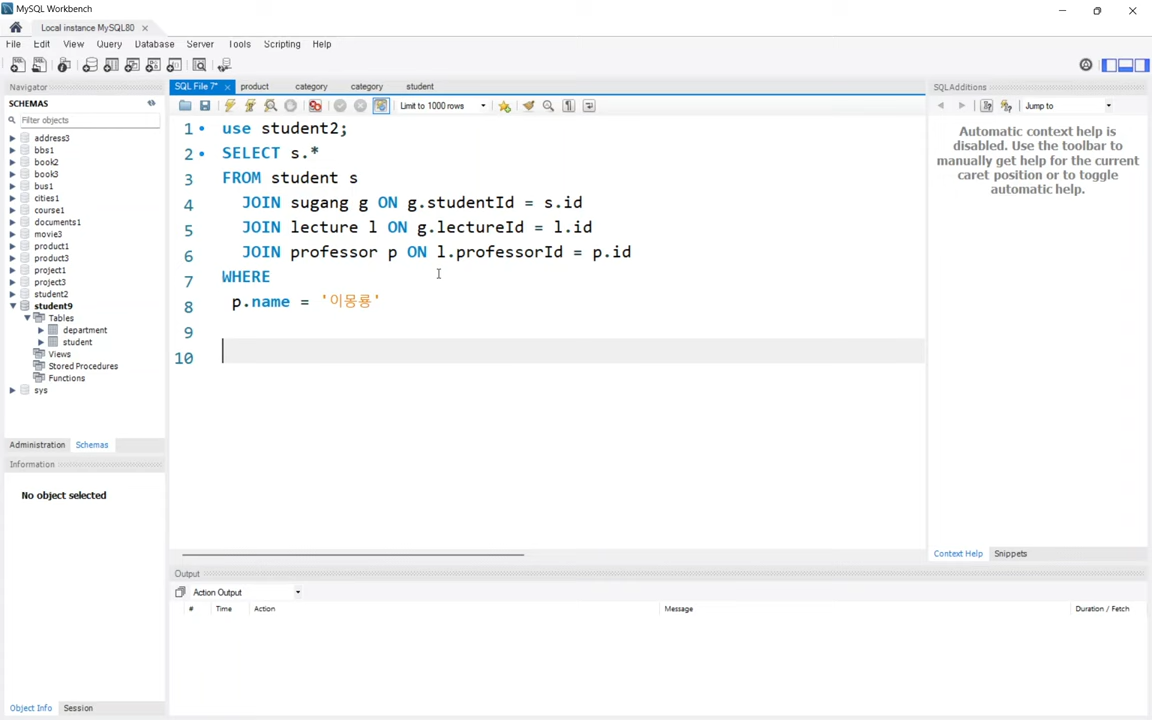 MySQL Workbench
Local instance MySQL80
File Edit View Query Database Server Tools Scripting Help
Navigator
SCHEMAS
Filter objects
address3
bbs1
book2
book3
bus1
cities1
course1
documents1
movie3
product1
product3
project1
project3
student2
student9
Tables
department
student
Views
Stored Procedures
Functions
sys
Administration Schemas
Information
No object selected
Object Info Session
SQL File 7* product category category student
Limit to 1000 rows
1 use student2;
2 SELECT s.*
3 FROM student s
4 JOIN sugang g ON g.studentId = s.id
5 JOIN lecture l ON g.lectureId = l.id
6 JOIN professor p ON l.professorId = p.id
7 WHERE
8 p.name = '이몽룡'
9
10
SQLAdditions
Jump to
Automatic context help is
disabled. Use the toolbar to
manually get help for the current
caret position or to toggle
automatic help.
Context Help Snippets
Output
Action Output
# Time Action Message Duration / Fetch